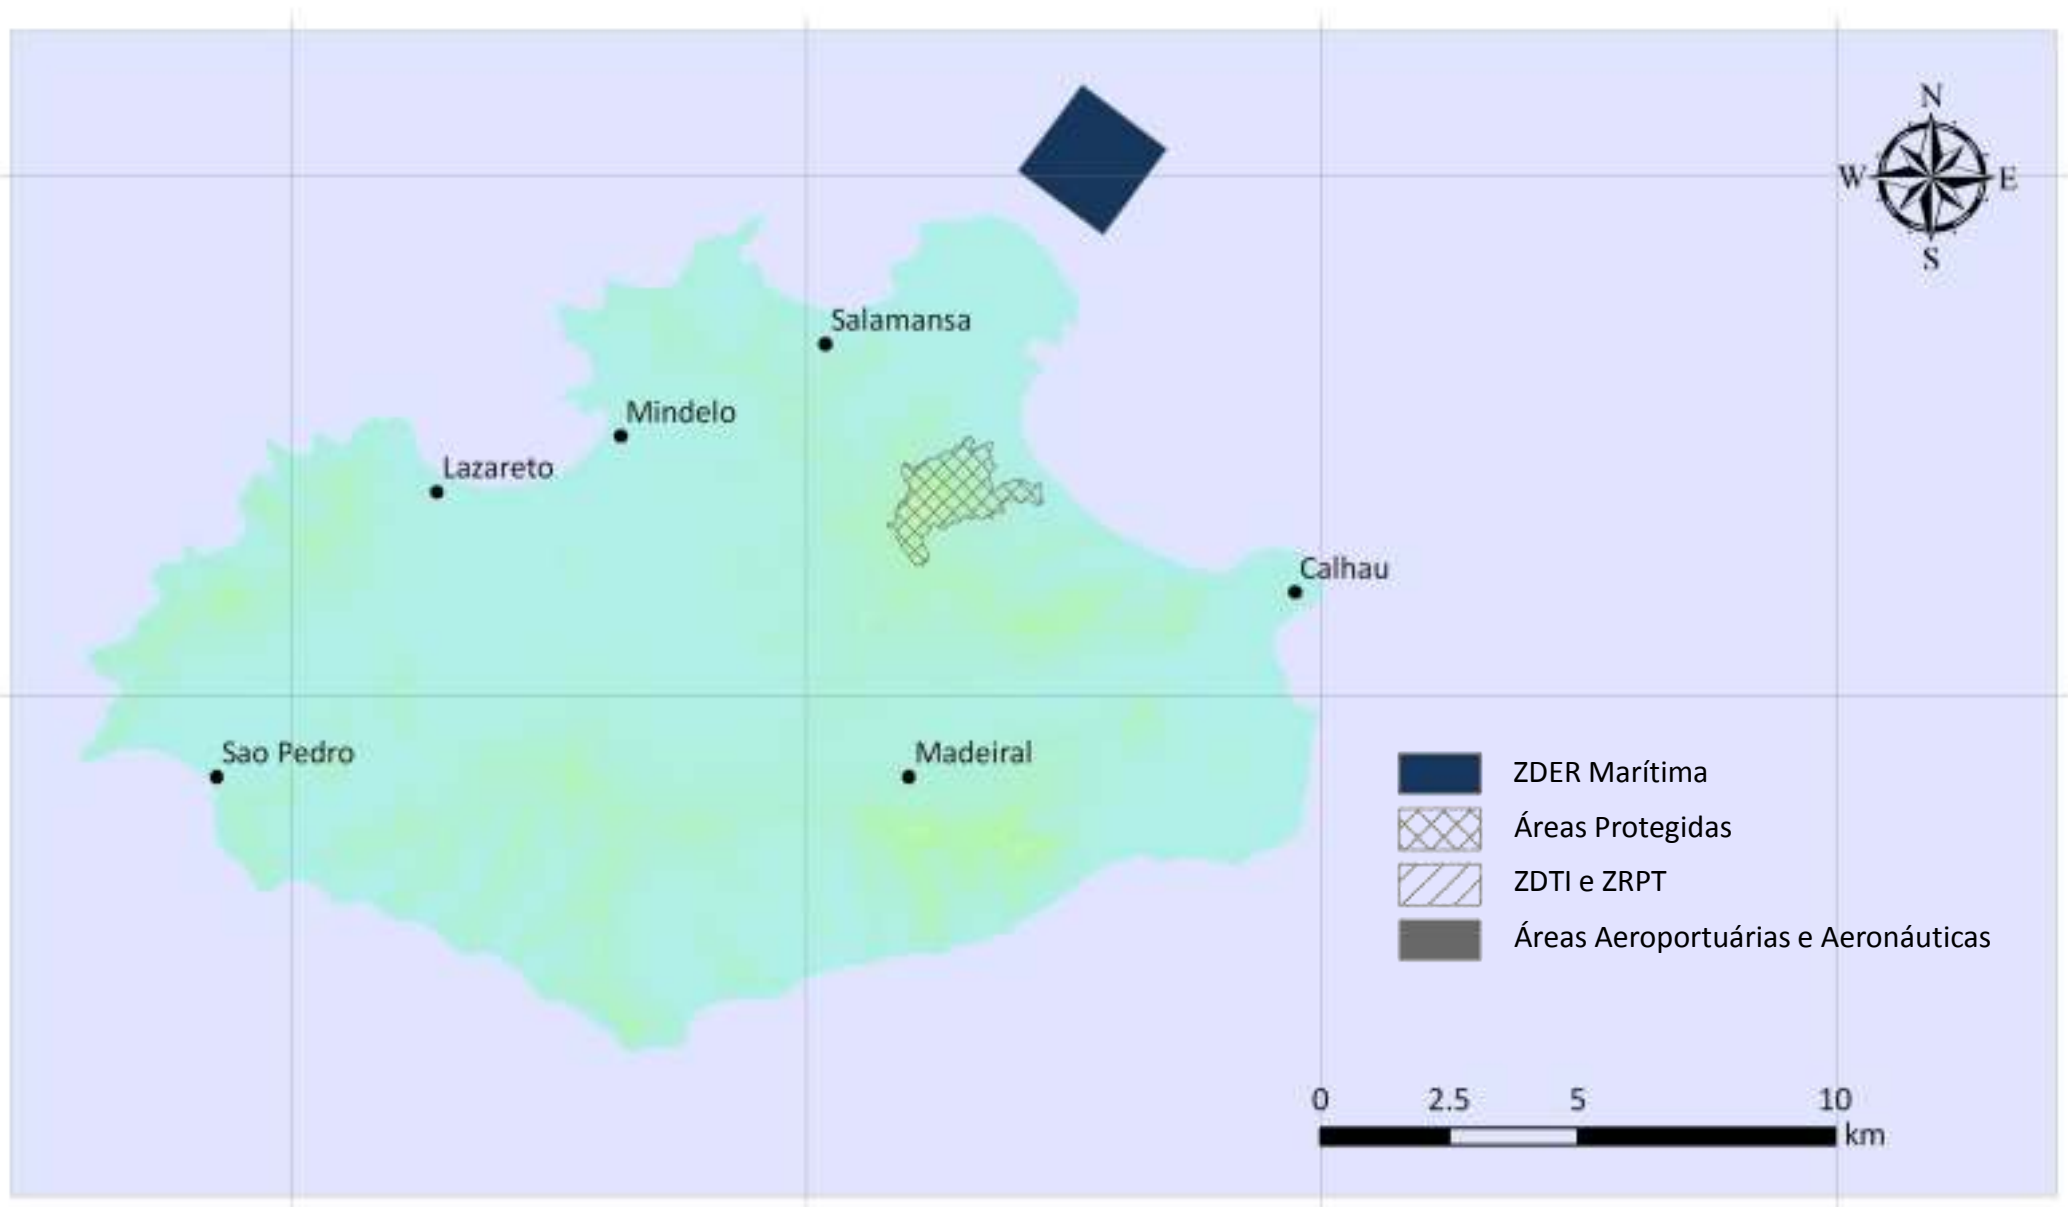 N
W E
S
Salamansa
Mindelo
Lazareto
Calhau
Sao Pedro
Madeiral
ZDER Marítima
Áreas Protegidas
ZDTI e ZRPT
Áreas Aeroportuárias e Aeronáuticas
0 2.5 5 10
km